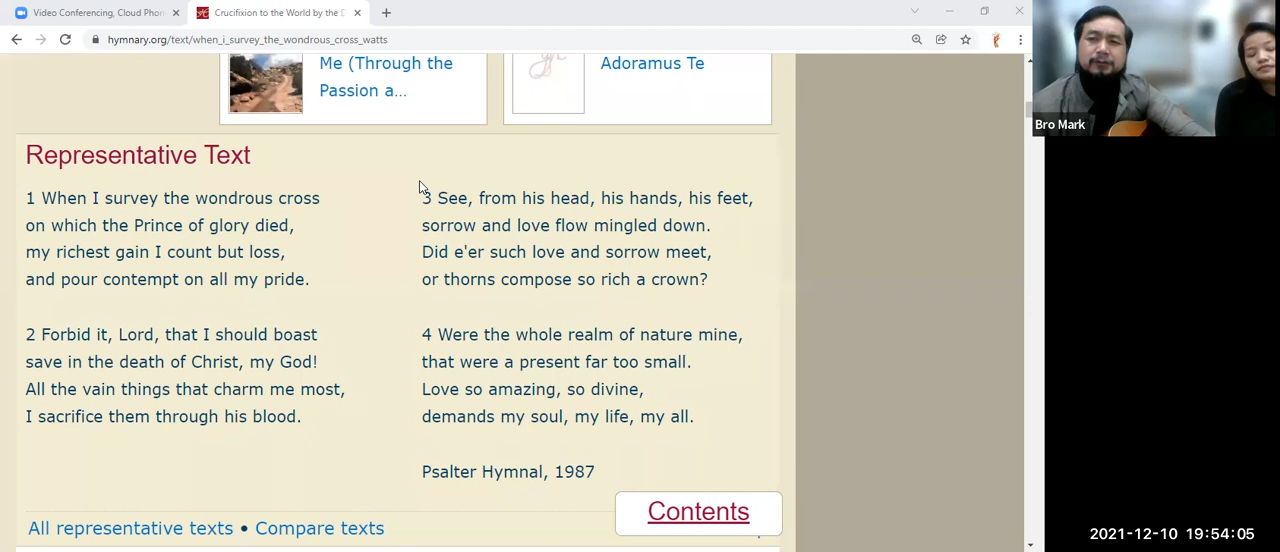 Video Conferencing, Cloud Phon
Crucifixion to the World by the D
hymnary.org/text/when_i_survey_the_wondrous_cross_watts
Me (Through the
Passion a...
Adoramus Te
Bro Mark
Representative Text
1 When I survey the wondrous cross
on which the Prince of glory died,
my richest gain I count but loss,
and pour contempt on all my pride.
2 Forbid it, Lord, that I should boast
save in the death of Christ, my God!
All the vain things that charm me most,
I sacrifice them through his blood.
3 See, from his head, his hands, his feet,
sorrow and love flow mingled down.
Did e'er such love and sorrow meet,
or thorns compose so rich a crown?
4 Were the whole realm of nature mine,
that were a present far too small.
Love so amazing, so divine,
demands my soul, my life, my all.
Psalter Hymnal, 1987
Contents
All representative texts • Compare texts
2021-12-10 19:54:05